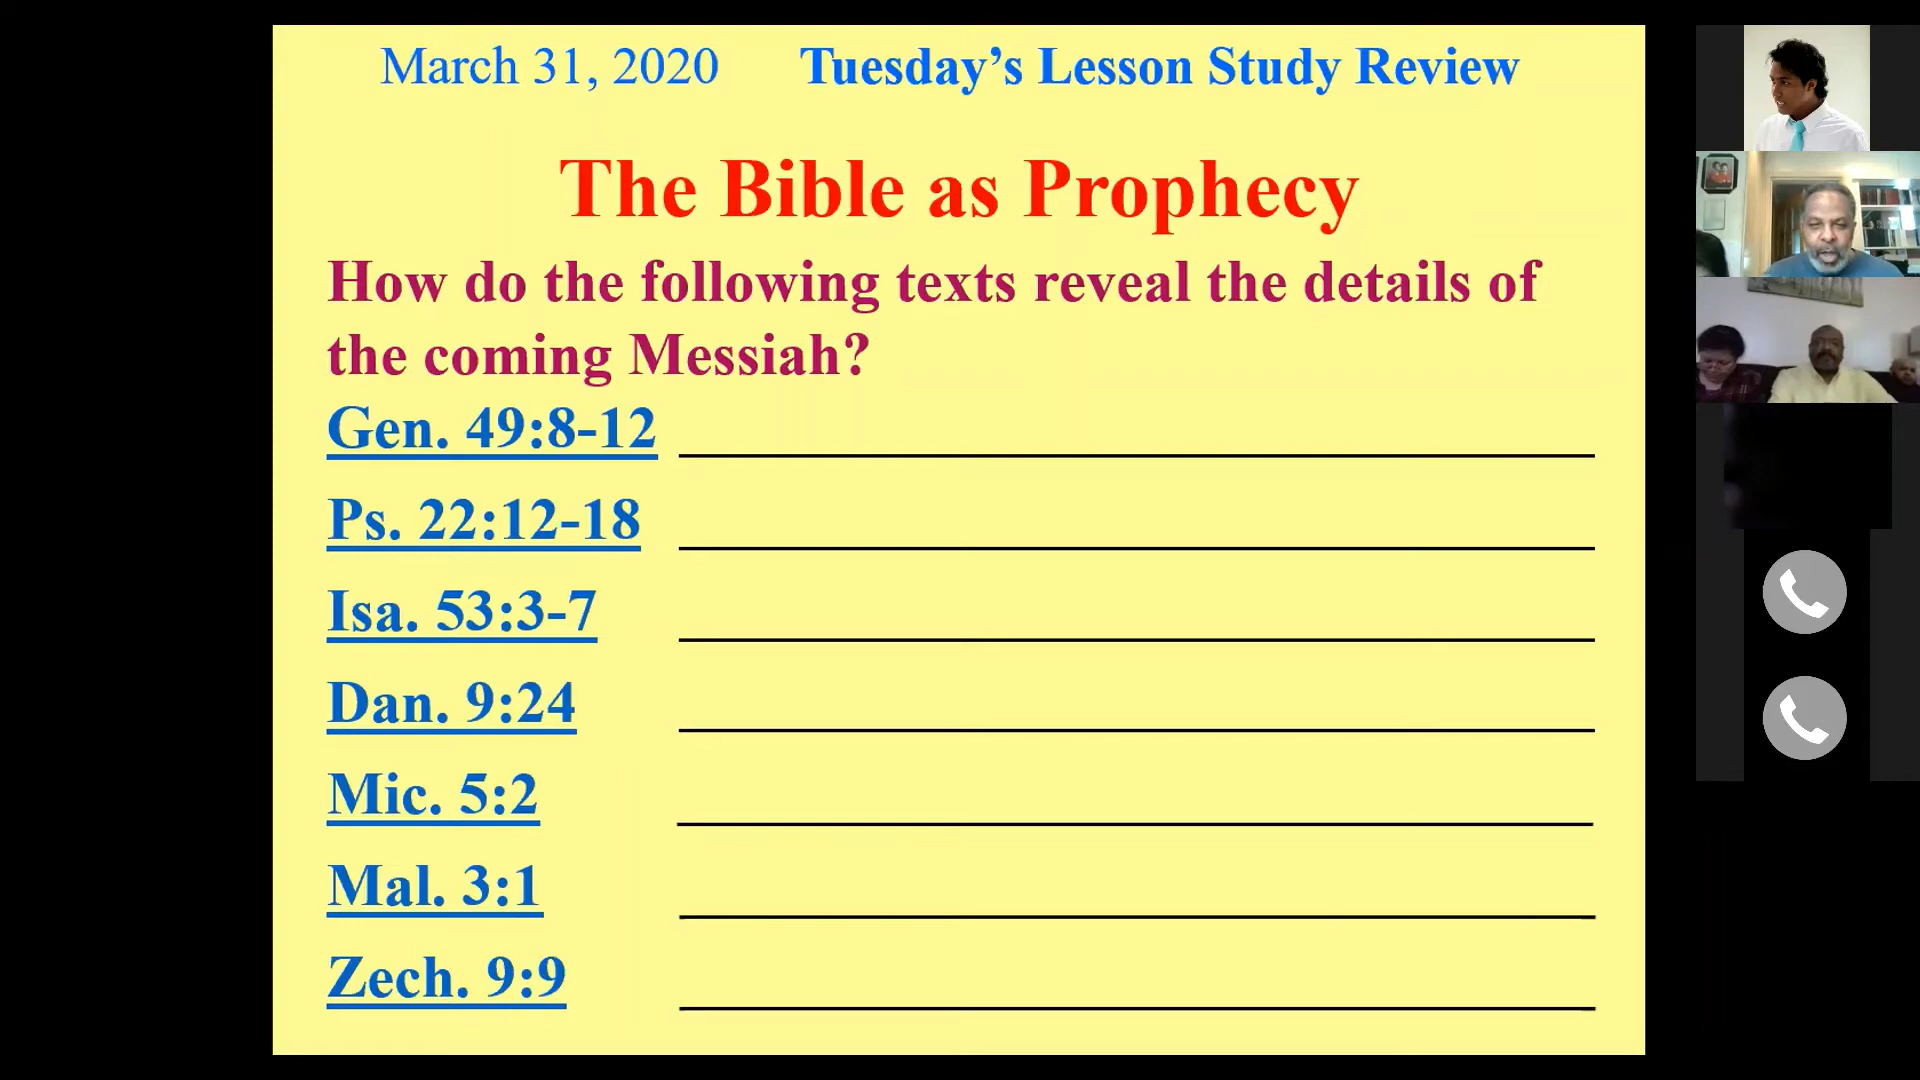 March 31, 2020 Tuesday’s Lesson Study Review
The Bible as Prophecy
How do the following texts reveal the details of
the coming Messiah?
Gen. 49:8-12
Ps. 22:12-18
Isa. 53:3-7
Dan. 9:24
Mic. 5:2
Mal. 3:1
Zech. 9:9